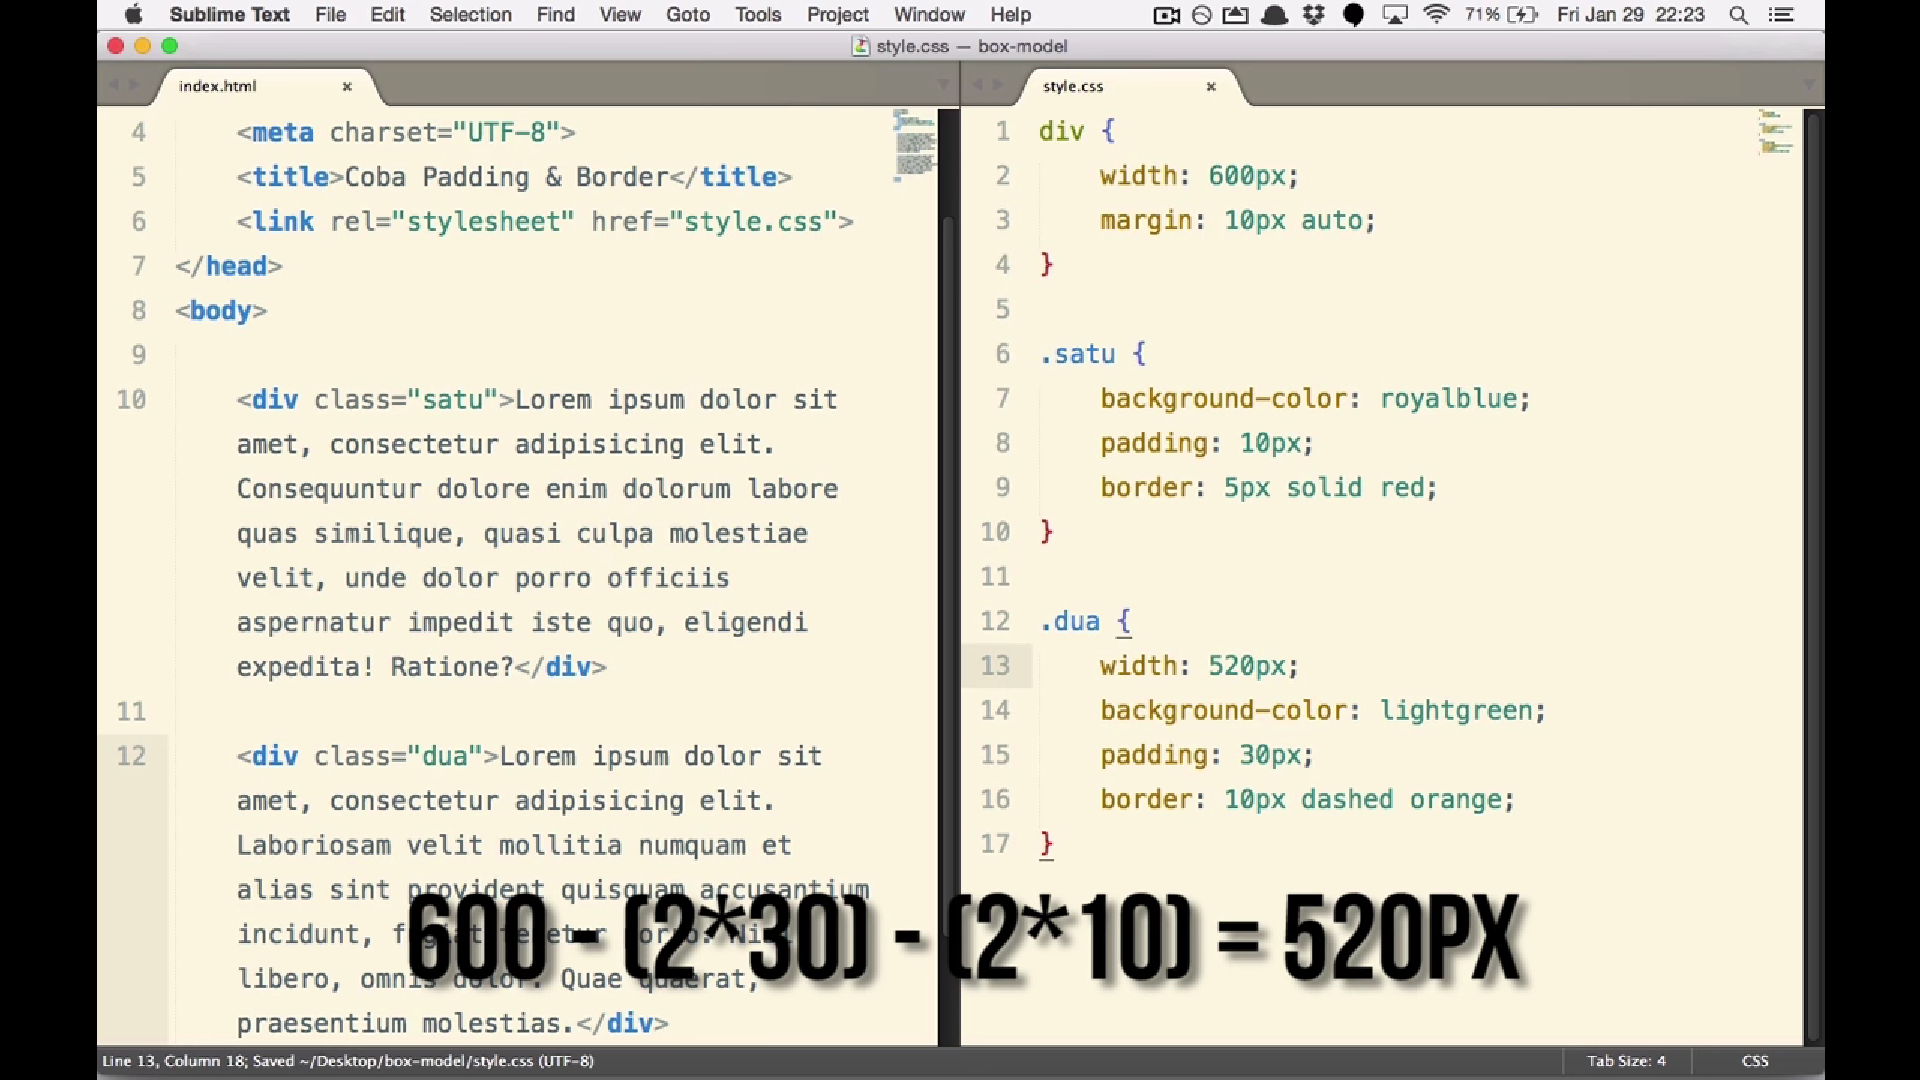 Sublime Text File Edit Selection Find View Goto Tools Project Window Help 71% Fri Jan 29 22:23
style.css — box-model
index.html
4 <meta charset="UTF-8">
5 <title>Coba Padding & Border</title>
6 <link rel="stylesheet" href="style.css">
7 </head>
8 <body>
9
10 <div class="satu">Lorem ipsum dolor sit
amet, consectetur adipisicing elit.
Consequuntur dolore enim dolorum labore
quas similique, quasi culpa molestiae
velit, unde dolor porro officiis
aspernatur impedit iste quo, eligendi
expedita! Ratione?</div>
11
12 <div class="dua">Lorem ipsum dolor sit
amet, consectetur adipisicing elit.
Laboriosam velit mollitia numquam et
alias sint provident quisquam accusantium
incidunt,
libero, omnis dolor. Quae quaerat,
praesentium molestias.</div>
style.css
1 div {
2 width: 600px;
3 margin: 10px auto;
4 }
5
6 .satu {
7 background-color: royalblue;
8 padding: 10px;
9 border: 5px solid red;
10 }
11
12 .dua {
13 width: 520px;
14 background-color: lightgreen;
15 padding: 30px;
16 border: 10px dashed orange;
17 }
600 - (2*30) - (2*10) = 520PX
Line 13, Column 18; Saved ~/Desktop/box-model/style.css (UTF-8) Tab Size: 4 CSS